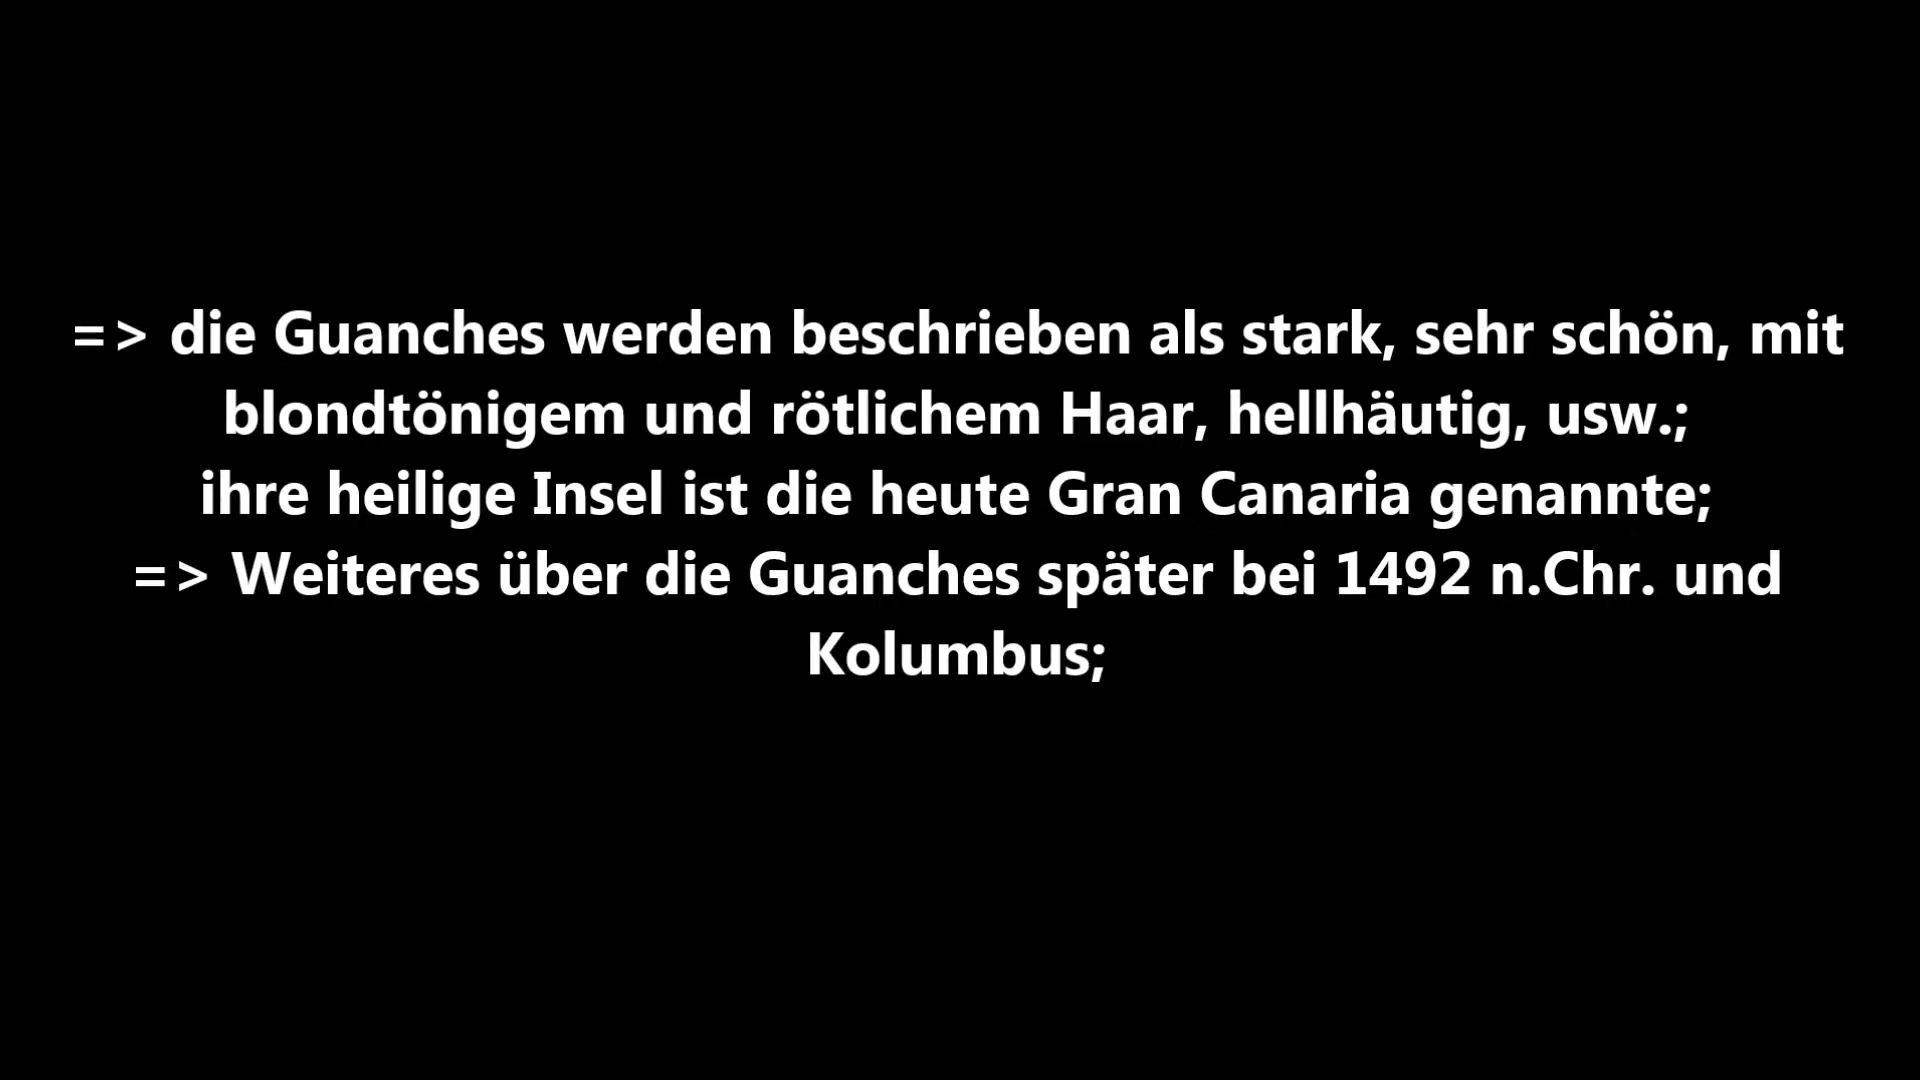 => die Guanches werden beschrieben als stark, sehr schön, mit
blondtönigem und rötlichem Haar, hellhäutig, usw.;
ihre heilige Insel ist die heute Gran Canaria genannte;
=> Weiteres über die Guanches später bei 1492 n.Chr. und
Kolumbus;